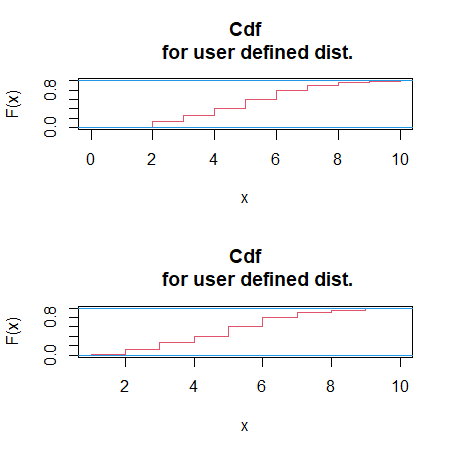 Cdf
for user defined dist.
F(x)
0.8
0.0
0 2 4 6 8 10
x
Cdf
for user defined dist.
F(x)
0.8
0.0
2 4 6 8 10
x